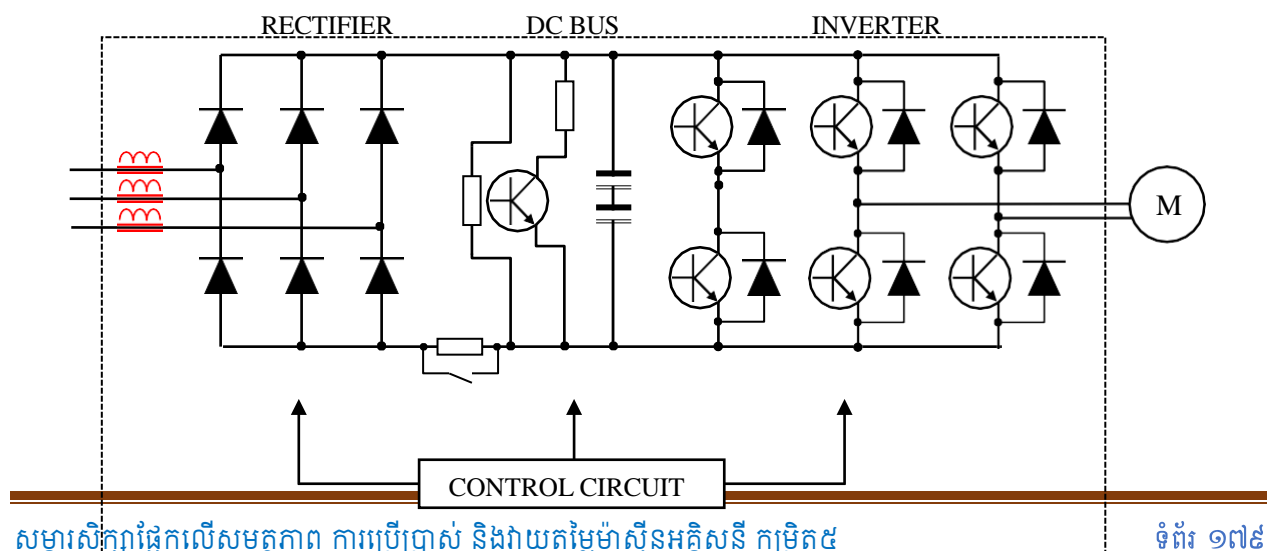 RECTIFIER DC BUS INVERTER
M
CONTROL CIRCUIT
សម្ភារសិក្សាផ្អែកលើសមត្ថភាព ការប្រើប្រាស់ និងវាយតម្លៃម៉ាស៊ីនអគ្គិសនី កម្រិត៥ ទំព័រ ១៧៩